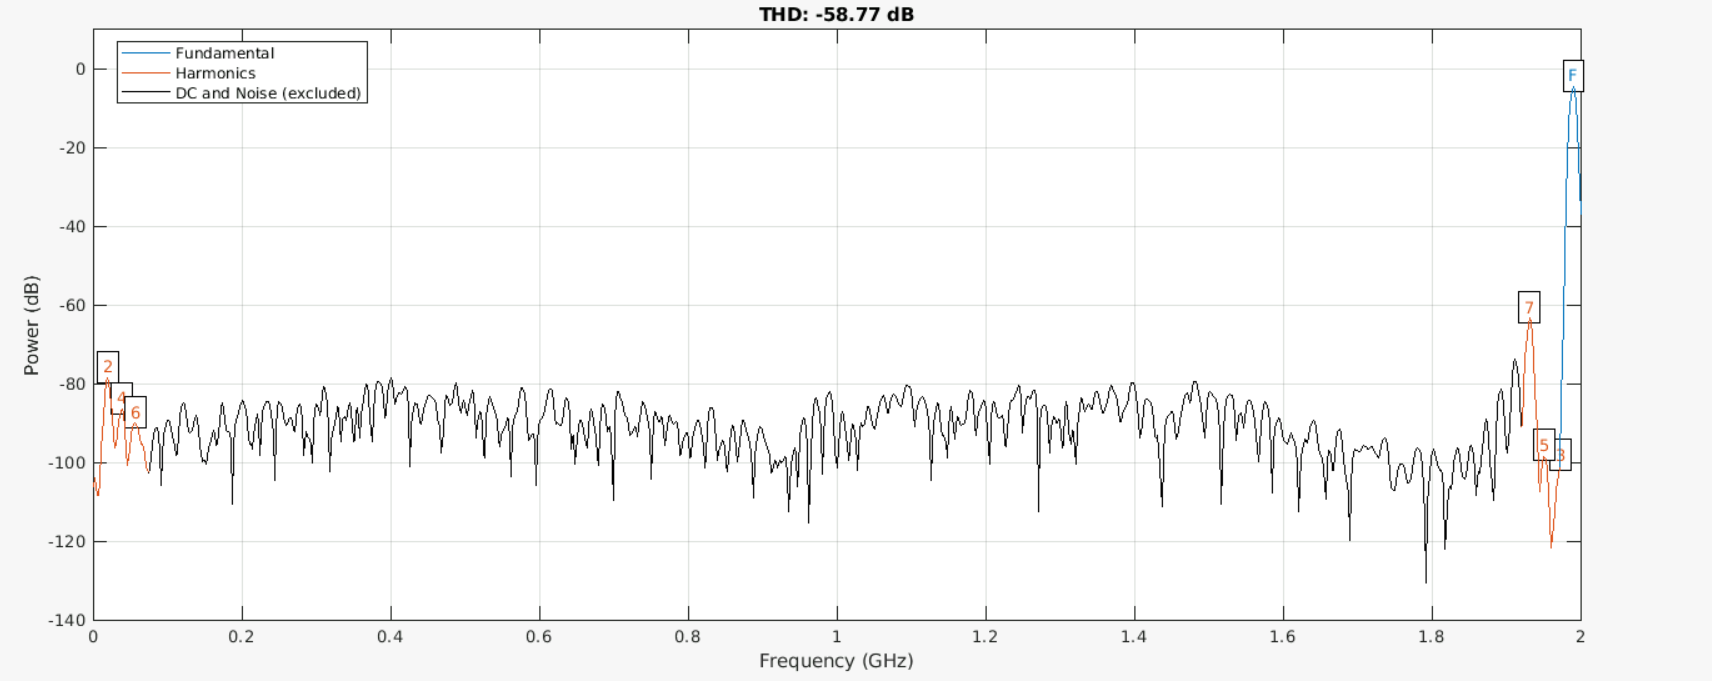 THD: -58.77 dB
Fundamental
Harmonics
DC and Noise (excluded)
F
7
2
4
6
5
3
0
-20
-40
-60
-80
-100
-120
-140
Power (dB)
0 0.2 0.4 0.6 0.8 1 1.2 1.4 1.6 1.8 2
Frequency (GHz)